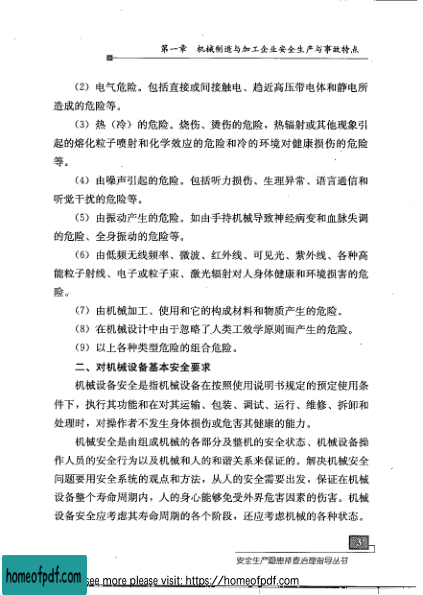 第一章　机械制造与加工企业安全生产与事故特点
（2）电气危险。包括直接或间接触电、趋近高压带电体和静电所
造成的危险等。
（3）热（冷）的危险。烧伤、烫伤的危险，热辐射或其他现象引
起的熔化粒子喷射和化学效应的危险和冷的环境对健康损伤的危险
等。
（4）由噪声引起的危险。包括听力损伤、生理异常、语言通信和
听觉干扰的危险等。
（5）由振动产生的危险。如由手持机械导致神经病变和血脉失调
的危险、全身振动的危险等。
（6）由低频无线频率、微波、红外线、可见光、紫外线、各种高
能粒子射线、电子或粒子束、激光辐射对人身体健康和环境损害的危
险。
（7）由机械加工、使用和它的构成材料和物质产生的危险。
（8）在机械设计中由于忽略了人类工效学原则而产生的危险。
（9）以上各种类型危险的组合危险。
二、对机械设备基本安全要求
机械设备安全是指机械设备在按照使用说明书规定的预定使用条
件下，执行其功能和在对其运输、包装、调试、运行、维修、拆卸和
处理时，对操作者不发生身体损伤或危害其健康的能力。
机械安全是由组成机械的各部分及整机的安全状态、机械设备操
作人员的安全行为以及机械和人的和谐关系来保证的。解决机械安全
问题要用安全系统的观点和方法，从人的安全需要出发，保证在机械
设备整个寿命周期内，人的身心能够免受外界危害因素的伤害。机械
设备安全应考虑其寿命周期的各个阶段，还应考虑机械的各种状态。
3
安全生产隐患排查治理指导丛书
homeofpdf.com
see more please visit: https://homeofpdf.com